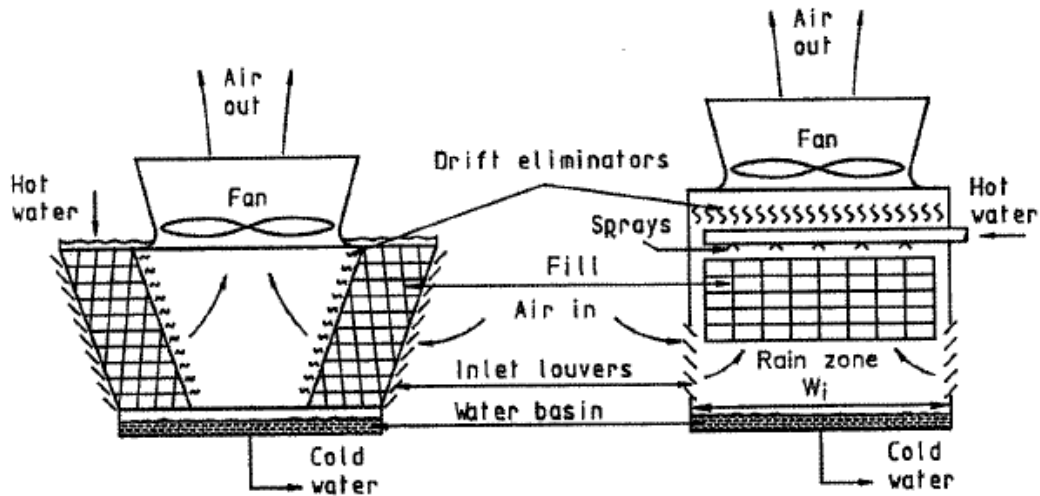 Air
out
Fan
Hot
water
Cold
water
Drift eliminators
Sprays
Fill
Air in
Inlet louvers
Water basin
Air
out
Fan
Hot
water
Rain zone
Wi
Cold
water